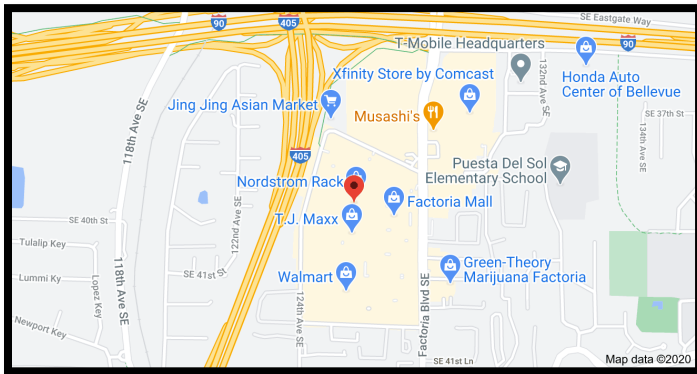 SE Eastgate Way
90
405
90
T-Mobile Headquarters
132nd Ave SE
Honda Auto
Center of Bellevue
Xfinity Store by Comcast
Jing Jing Asian Market
Musashi's
SE 37th St
134th Ave SE
118th Ave SE
405
Puesta Del Sol
Elementary School
Nordstrom Rack
Factoria Mall
T.J. Maxx
SE 40th St
122nd Ave SE
Tulalip Key
118th Ave SE
SE 41st St
Lummi Ky
Lopez Key
Walmart
Green-Theory
Marijuana Factoria
124th Ave SE
Factoria Blvd SE
Newport Key
SE 41st Ln
Map data ©2020